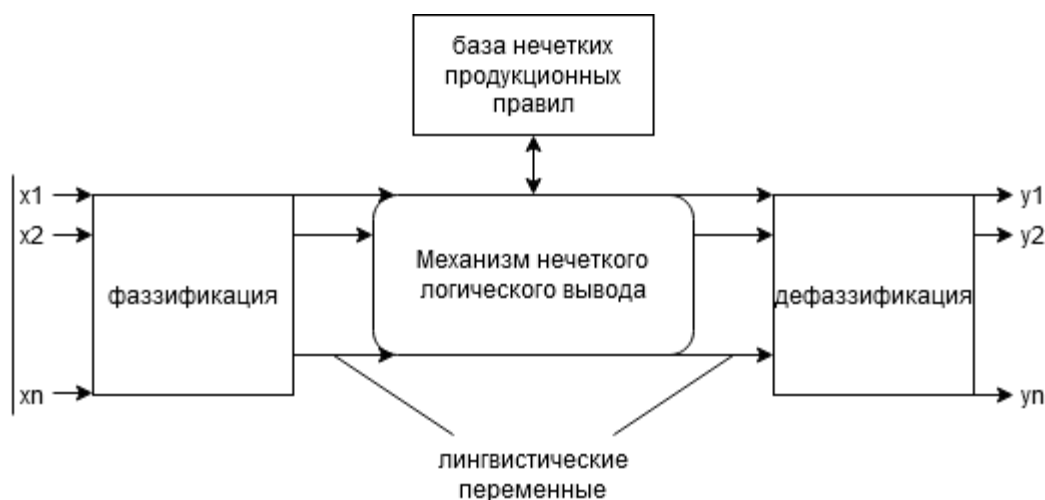 база нечетких
продукционных
правил
x1
x2
xn
фаззификация
Механизм нечеткого
логического вывода
дефаззификация
y1
y2
yn
лингвистические
переменные